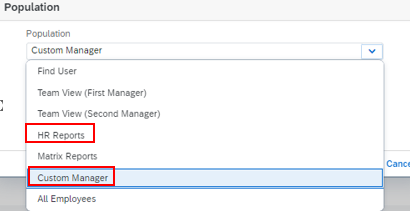 Population
Population
Custom Manager
Find User
Team View (First Manager)
Team View (Second Manager)
HR Reports
Matrix Reports
Custom Manager
All Employees